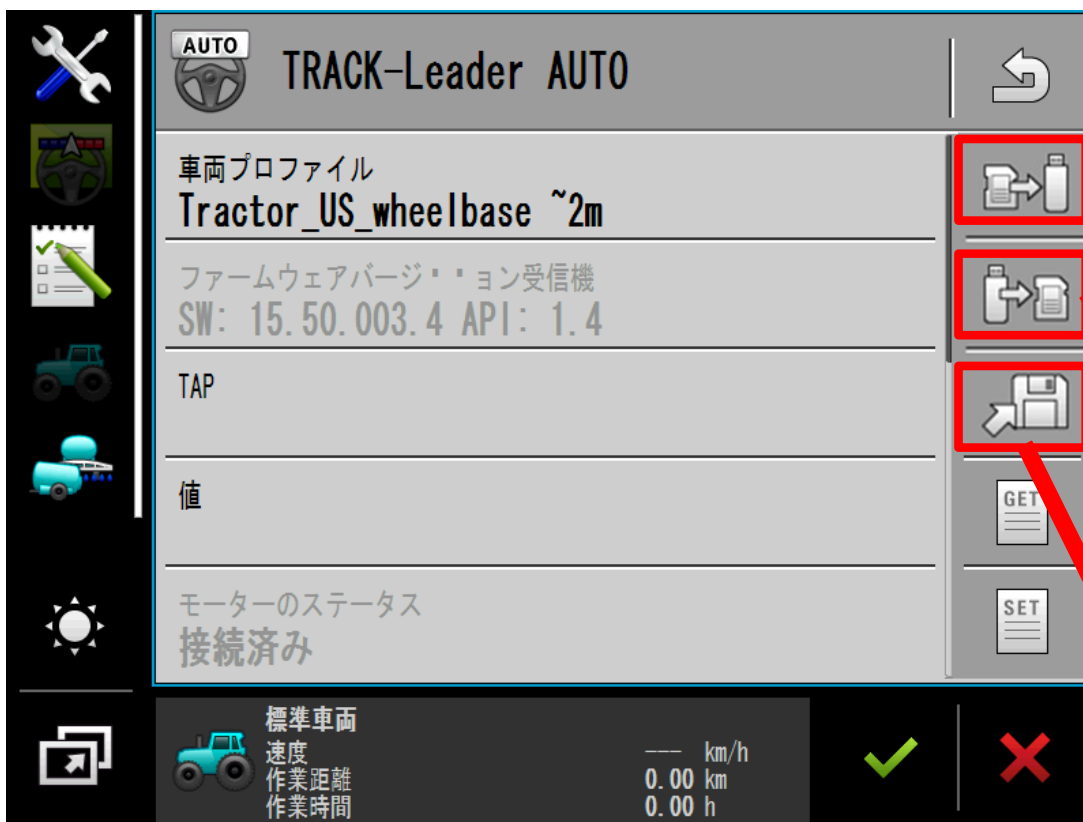 AUTO
TRACK-Leader AUTO
車両プロファイル
Tractor_US_wheelbase ~2m
ファームウェアバージ・・ョン受信機
SW: 15.50.003.4 API: 1.4
TAP
値
GET
モーターのステータス
接続済み
SET
標準車両
速度 --- km/h
作業距離 0.00 km
作業時間 0.00 h